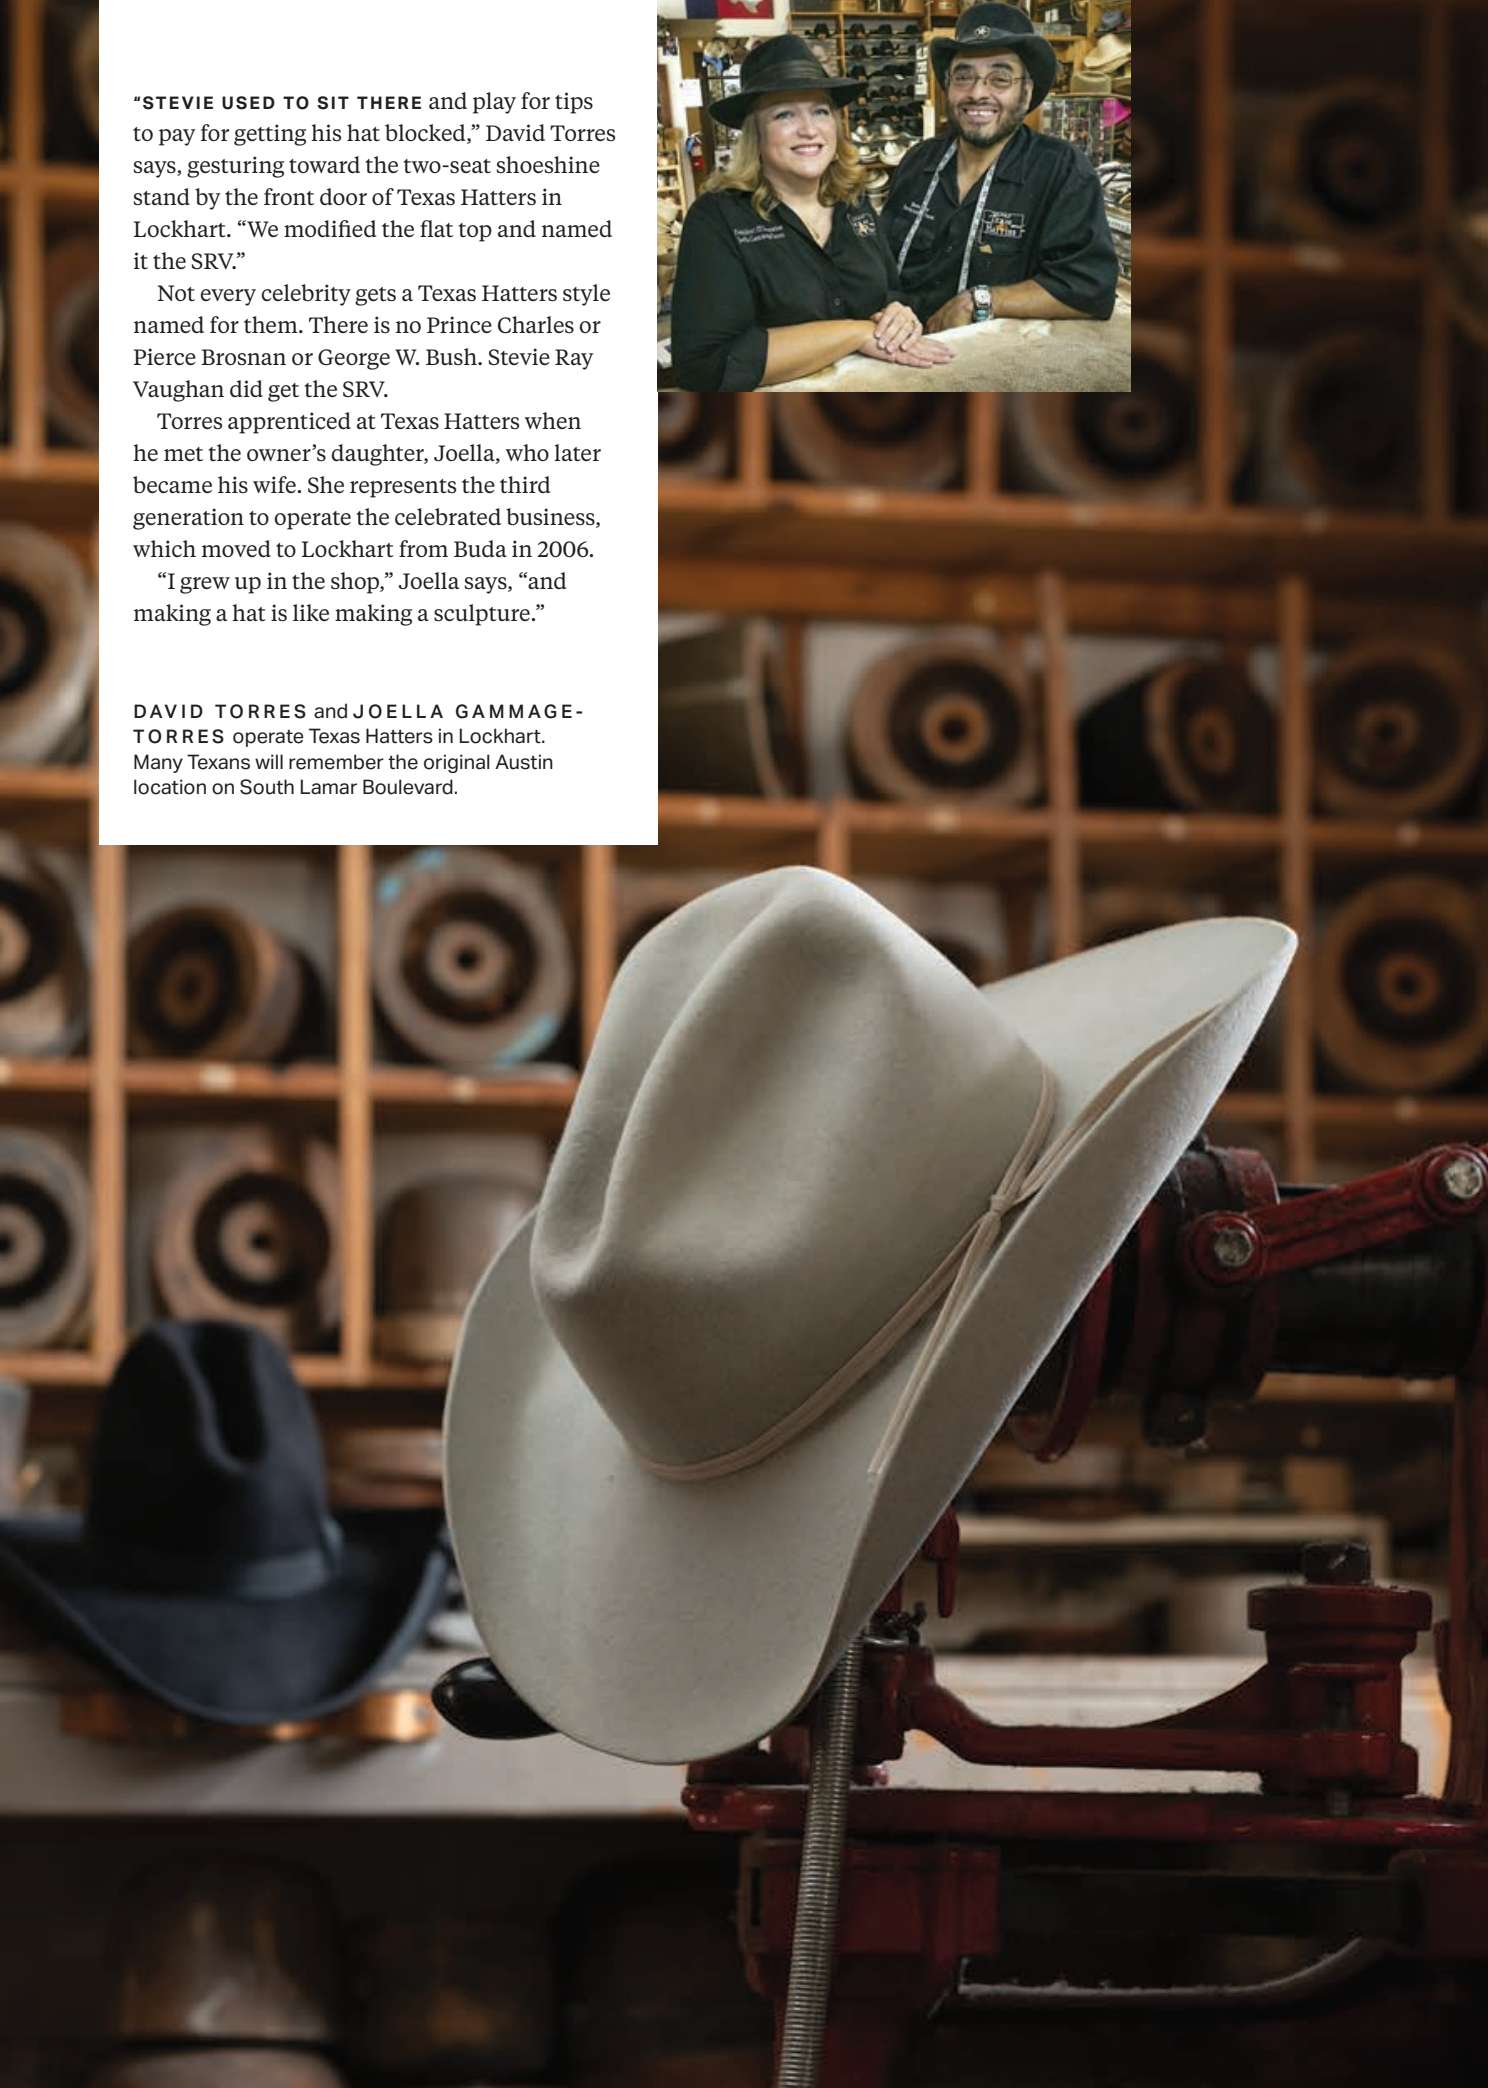 “STEVIE USED TO SIT THERE and play for tips
to pay for getting his hat blocked,” David Torres
says, gesturing toward the two-seat shoeshine
stand by the front door of Texas Hatters in
Lockhart. “We modified the flat top and named
it the SRV.”
Not every celebrity gets a Texas Hatters style
named for them. There is no Prince Charles or
Pierce Brosnan or George W. Bush. Stevie Ray
Vaughan did get the SRV.
Torres apprenticed at Texas Hatters when
he met the owner’s daughter, Joella, who later
became his wife. She represents the third
generation to operate the celebrated business,
which moved to Lockhart from Buda in 2006.
“I grew up in the shop,” Joella says, “and
making a hat is like making a sculpture.”
DAVID TORRES and JOELLA GAMMAGE-
TORRES operate Texas Hatters in Lockhart.
Many Texans will remember the original Austin
location on South Lamar Boulevard.